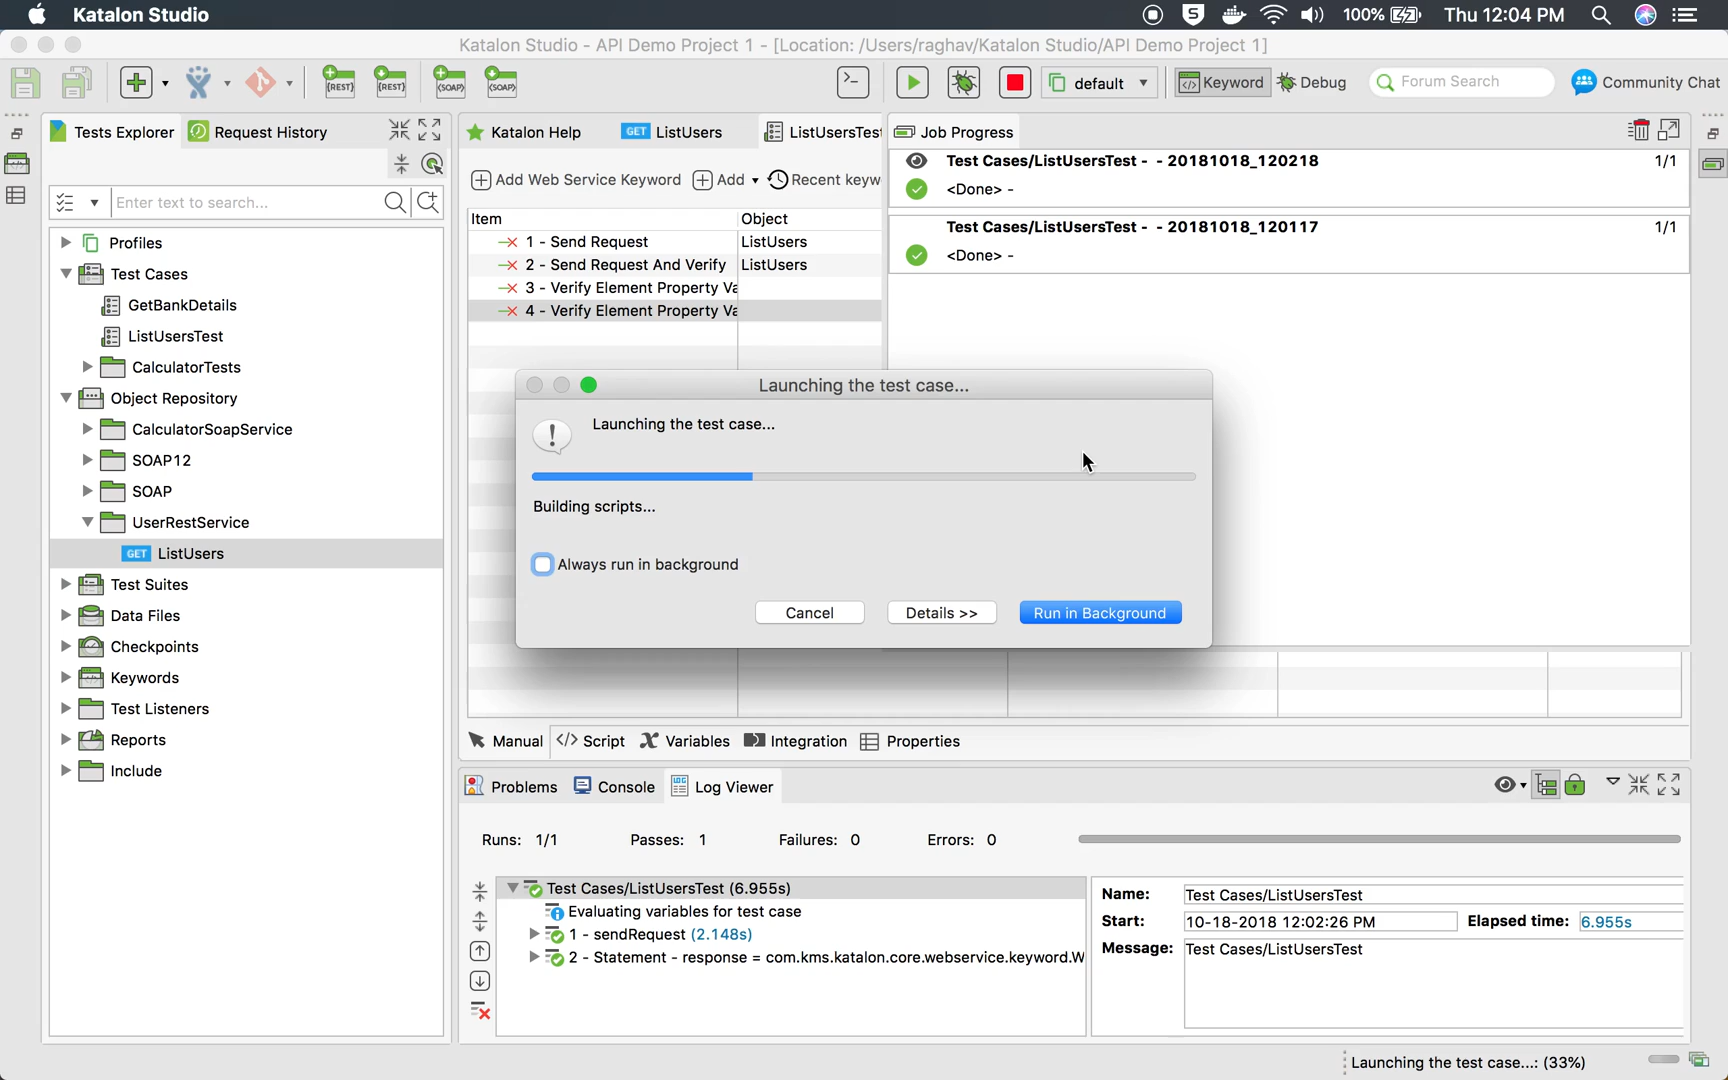 Katalon Studio
100%
Thu 12:04 PM
Katalon Studio - API Demo Project 1 - [Location: /Users/raghav/Katalon Studio/API Demo Project 1]
REST
REST
SOAP
SOAP
default
Keyword
Debug
Forum Search
Community Chat
Tests Explorer
Request History
Katalon Help
GET ListUsers
ListUsersTest
Job Progress
Enter text to search...
Add Web Service Keyword
Add
Recent keyw
Test Cases/ListUsersTest - - 20181018_120218
1/1
<Done> -
Test Cases/ListUsersTest - - 20181018_120117
1/1
<Done> -
Item
Object
1 - Send Request
ListUsers
2 - Send Request And Verify
ListUsers
3 - Verify Element Property Va
4 - Verify Element Property Va
Profiles
Test Cases
GetBankDetails
ListUsersTest
CalculatorTests
Object Repository
CalculatorSoapService
SOAP12
SOAP
UserRestService
GET ListUsers
Test Suites
Data Files
Checkpoints
Keywords
Test Listeners
Reports
Include
Launching the test case...
Launching the test case...
Building scripts...
Always run in background
Cancel
Details >>
Run in Background
Manual
Script
Variables
Integration
Properties
Problems
Console
Log Viewer
Runs: 1/1
Passes: 1
Failures: 0
Errors: 0
Test Cases/ListUsersTest (6.955s)
Evaluating variables for test case
1 - sendRequest (2.148s)
2 - Statement - response = com.kms.katalon.core.webservice.keyword.W
Name: Test Cases/ListUsersTest
Start: 10-18-2018 12:02:26 PM
Elapsed time: 6.955s
Message: Test Cases/ListUsersTest
Launching the test case...: (33%)